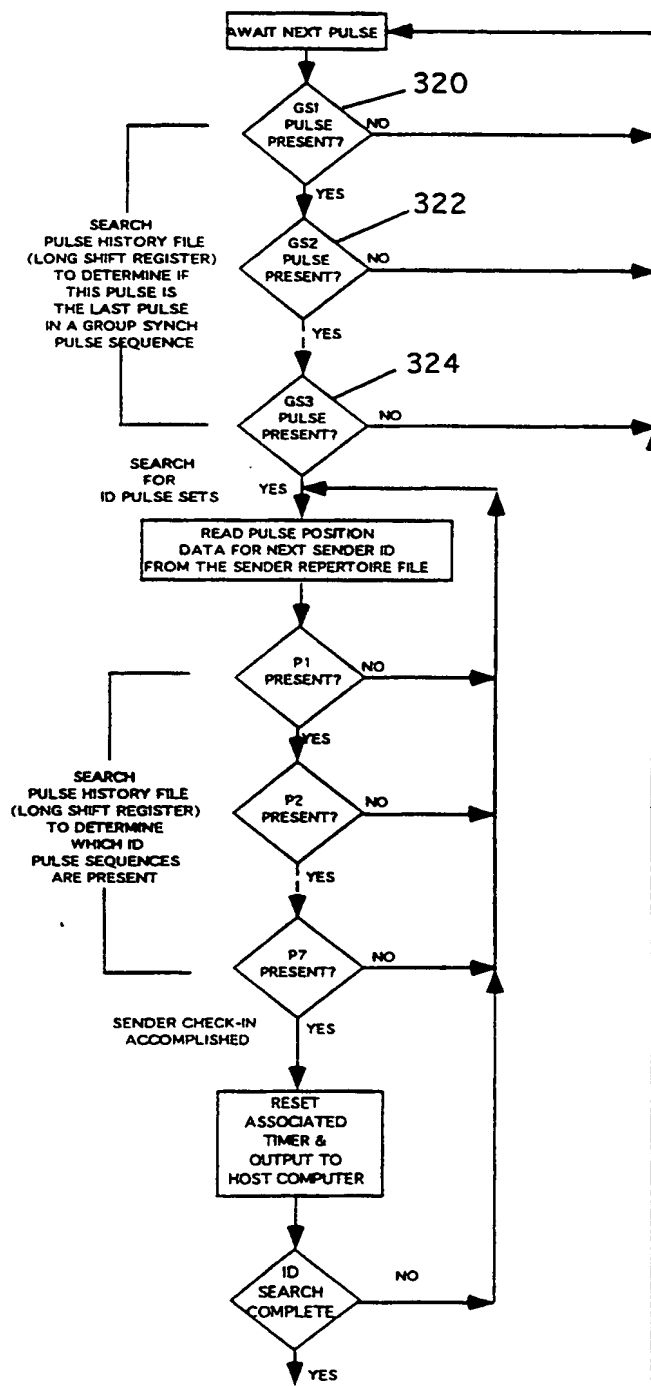 AWAIT NEXT PULSE
320
GS1
PULSE
PRESENT?
NO
YES
322
GS2
PULSE
PRESENT?
NO
SEARCH
PULSE HISTORY FILE
(LONG SHIFT REGISTER)
TO DETERMINE IF
THIS PULSE IS
THE LAST PULSE
IN A GROUP SYNCH
PULSE SEQUENCE
YES
324
GS3
PULSE
PRESENT?
NO
SEARCH
FOR
ID PULSE SETS
YES
READ PULSE POSITION
DATA FOR NEXT SENDER ID
FROM THE SENDER REPERTOIRE FILE
P1
PRESENT?
NO
YES
P2
PRESENT?
NO
SEARCH
PULSE HISTORY FILE
(LONG SHIFT REGISTER)
TO DETERMINE
WHICH ID
PULSE SEQUENCES
ARE PRESENT
YES
P7
PRESENT?
NO
SENDER CHECK-IN
ACCOMPLISHED
YES
RESET
ASSOCIATED
TIMER &
OUTPUT TO
HOST COMPUTER
ID
SEARCH
COMPLETE
NO
YES